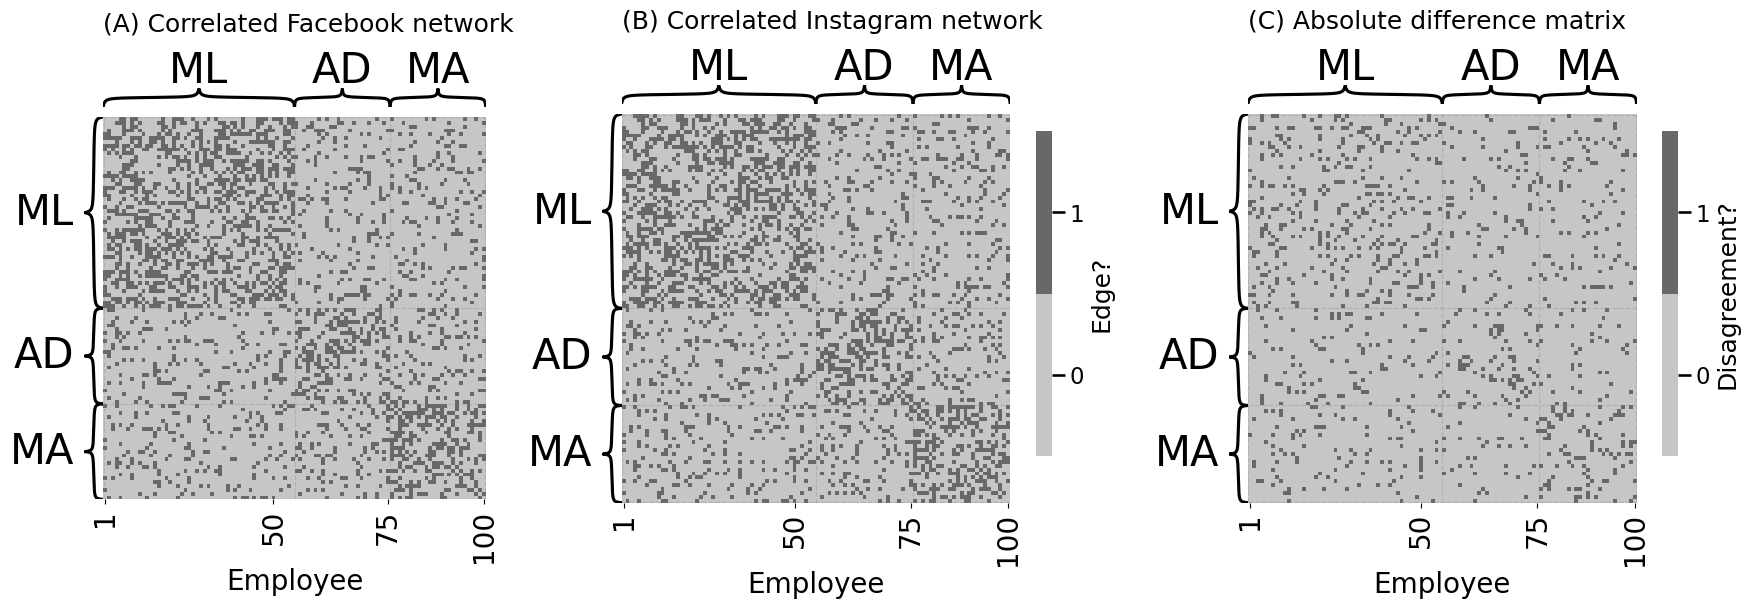 (A) Correlated Facebook network
ML AD MA
ML
AD
MA
1 50 75 100
Employee
(B) Correlated Instagram network
ML AD MA
ML
AD
MA
1 50 75 100
Employee
1
0
Edge?
(C) Absolute difference matrix
ML AD MA
ML
AD
MA
1 50 75 100
Employee
1
0
Disagreement?